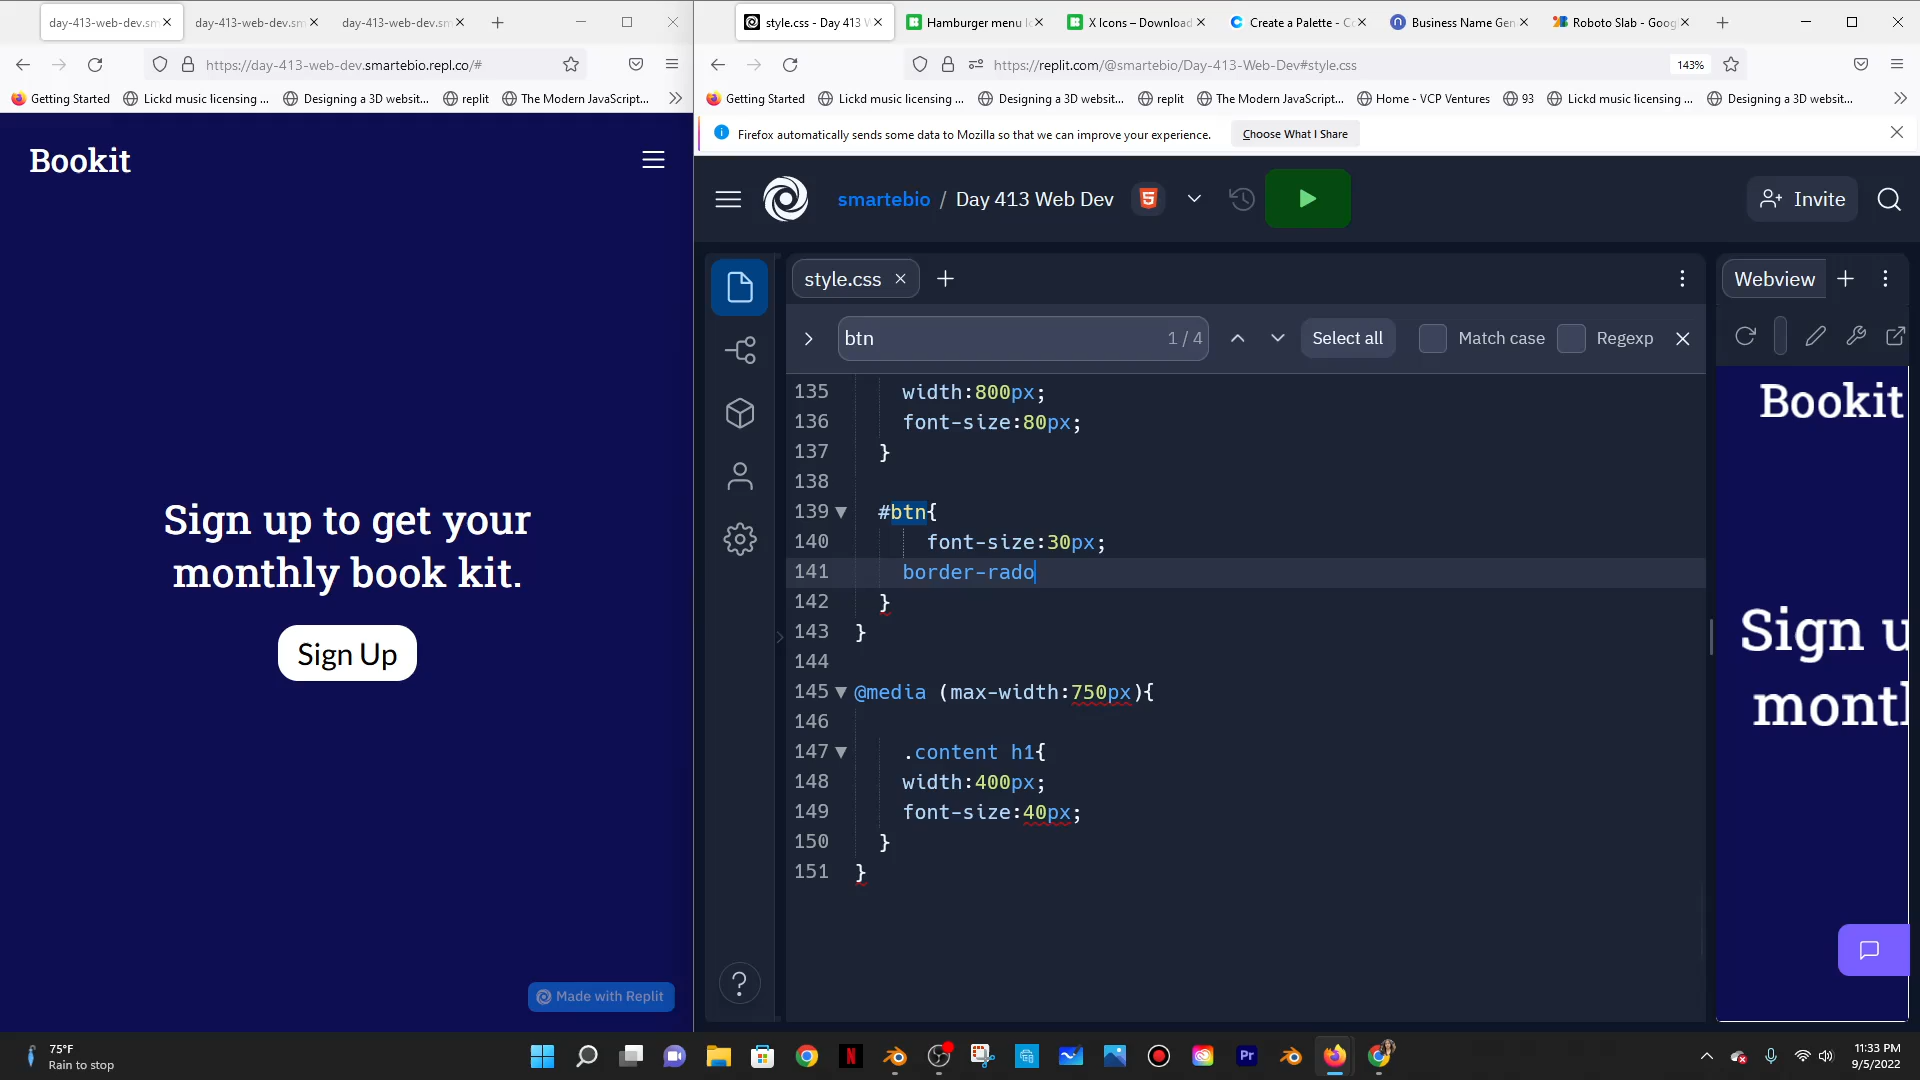 day-413-web-dev.sm
day-413-web-dev.sm
day-413-web-dev.sm
https://day-413-web-dev.smartebio.repl.co/#
Getting Started
Lickd music licensing ...
Designing a 3D websit...
replit
The Modern JavaScript...
Bookit
Sign up to get your
monthly book kit.
Sign Up
Made with Replit
style.css - Day 413 W
Hamburger menu Ic
X Icons – Download
Create a Palette - Co
Business Name Gen
Roboto Slab - Goog
https://replit.com/@smartebio/Day-413-Web-Dev#style.css
143%
Getting Started
Lickd music licensing ...
Designing a 3D websit...
replit
The Modern JavaScript...
Home - VCP Ventures
93
Lickd music licensing ...
Designing a 3D websit...
Firefox automatically sends some data to Mozilla so that we can improve your experience.
Choose What I Share
smartebio / Day 413 Web Dev
Invite
style.css
btn
1 / 4
Select all
Match case
Regexp
135 width:800px;
136 font-size:80px;
137 }
138
139 #btn{
140 font-size:30px;
141 border-rado
142 }
143 }
144
145 @media (max-width:750px){
146
147 .content h1{
148 width:400px;
149 font-size:40px;
150 }
151 }
Webview
Bookit
Sign u
montl
75°F
Rain to stop
11:33 PM
9/5/2022